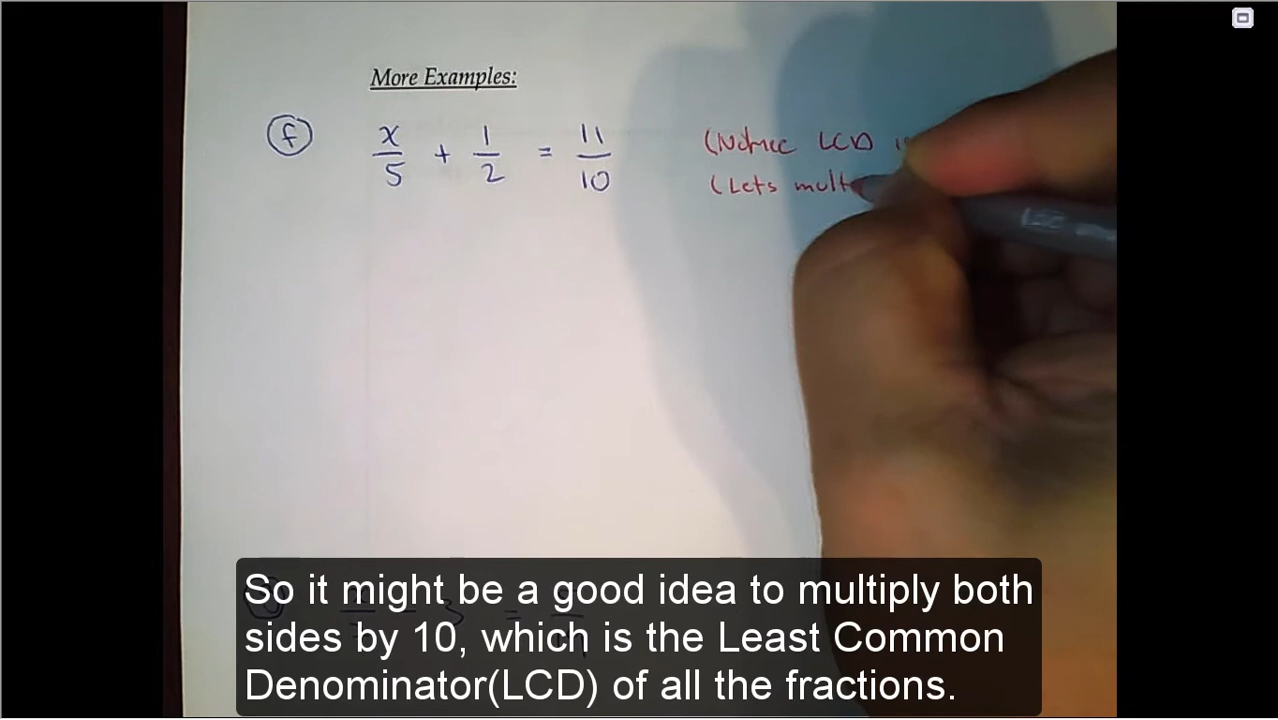 More Examples:
f x/5 + 1/2 = 11/10 (Notice LCD is
(Lets mult
So it might be a good idea to multiply both
sides by 10, which is the Least Common
Denominator(LCD) of all the fractions.